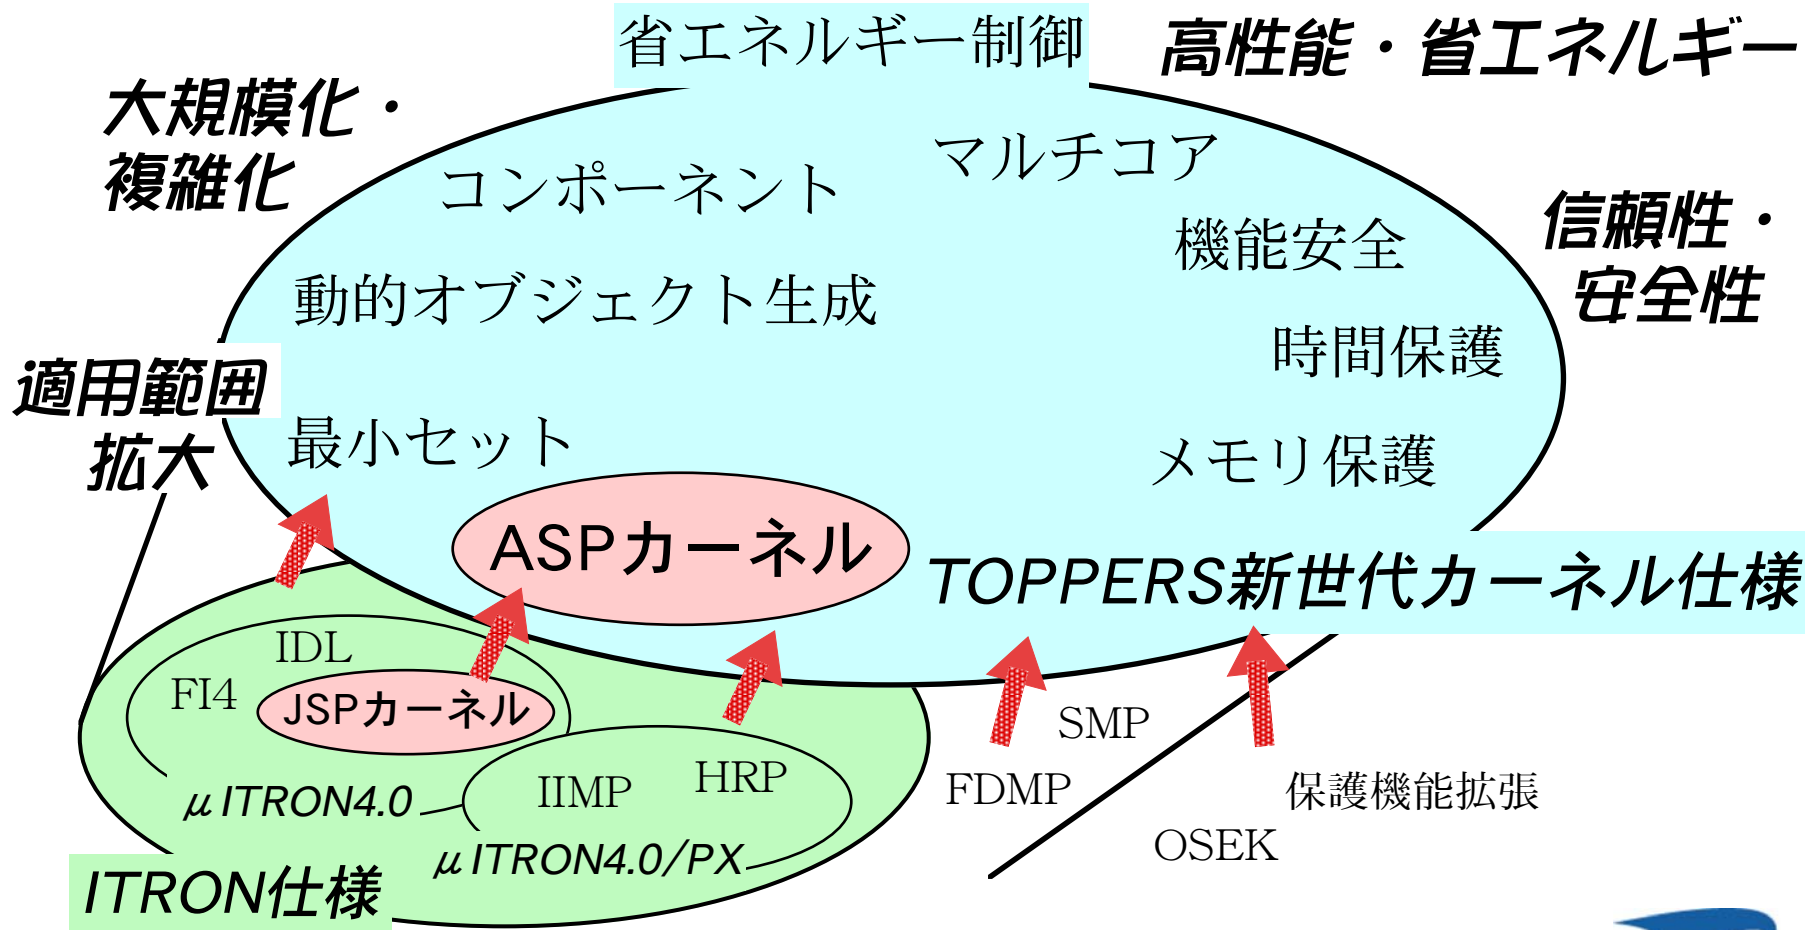 省エネルギー制御
高性能・省エネルギー
大規模化・
複雑化
マルチコア
コンポーネント
信頼性・
安全性
機能安全
動的オブジェクト生成
時間保護
適用範囲
拡大
最小セット
メモリ保護
ASPカーネル
TOPPERS新世代カーネル仕様
IDL
FI4
JSPカーネル
SMP
HRP
IIMP
FDMP
保護機能拡張
μITRON4.0
OSEK
μITRON4.0/PX
ITRON仕様